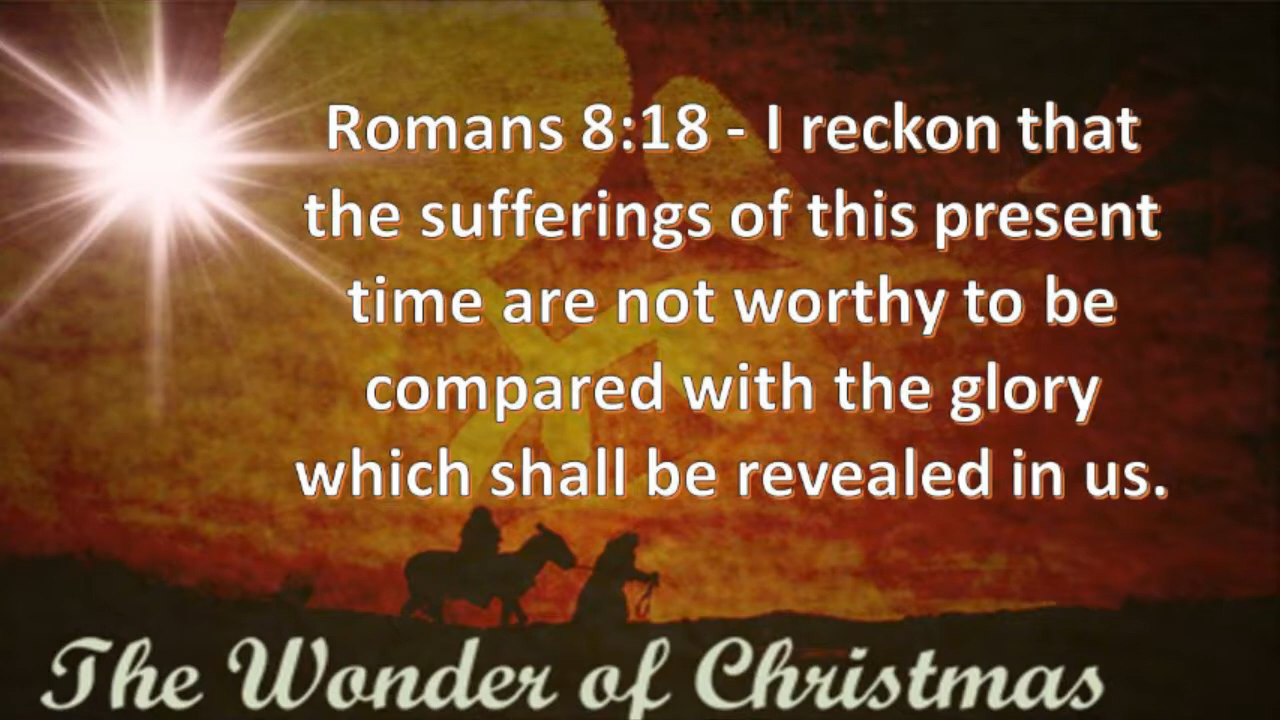 Romans 8:18 - I reckon that
the sufferings of this present
time are not worthy to be
compared with the glory
which shall be revealed in us.
The Wonder of Christmas